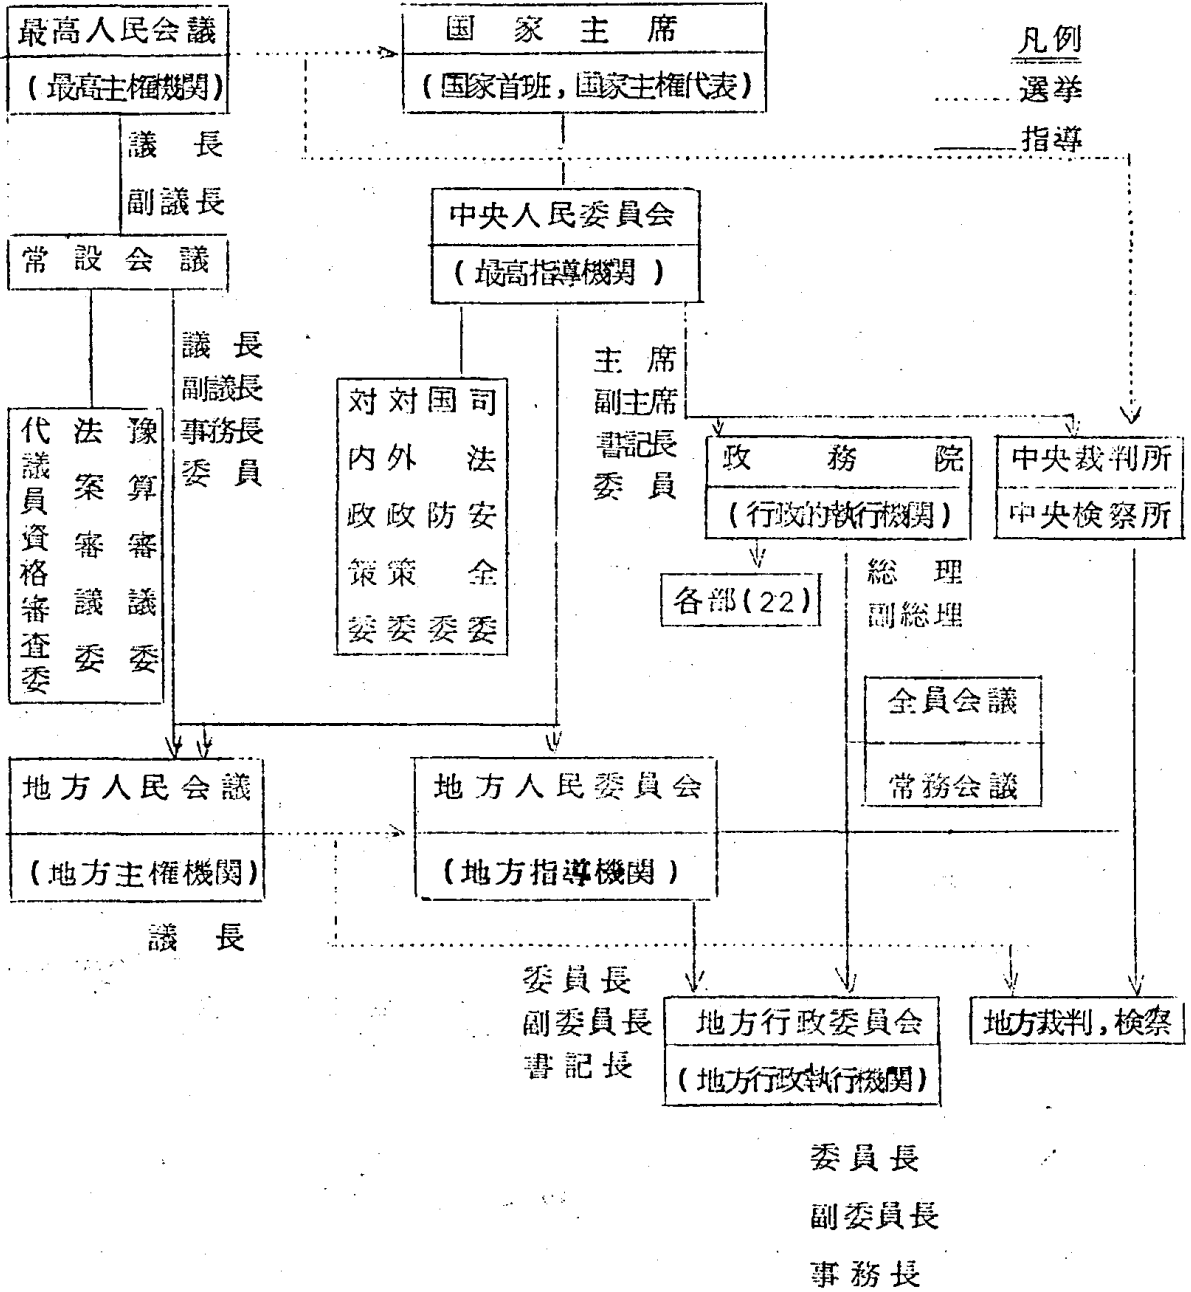 最高人民会議
(最高主権機関)
国家主席
(国家首班,国家主権代表)
凡例
........ 選挙
――― 指導
議長
副議長
常設会議
中央人民委員会
(最高指導機関)
議長
副議長
事務長
委員
主席
副主席
書記長
委員
代議員資格審査委
法案審議委
豫算審議委
対内政策委
対外政策委
国防委
司法安全委
政務院
(行政的執行機関)
中央裁判所
中央検察所
各部(22)
総理
副総理
全員会議
常務会議
地方人民会議
(地方主権機関)
地方人民委員会
(地方指導機関)
議長
委員長
副委員長
書記長
地方行政委員会
(地方行政執行機関)
地方裁判,検察
委員長
副委員長
事務長